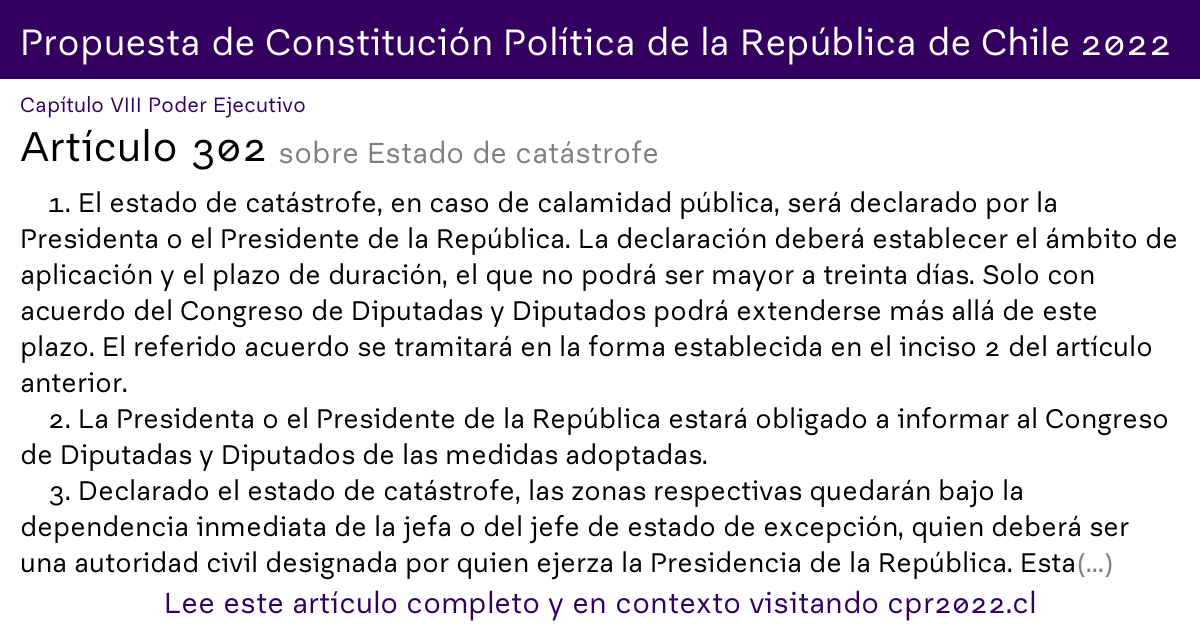 Propuesta de Constitución Política de la República de Chile 2022
Capítulo VIII Poder Ejecutivo
Artículo 302 sobre Estado de catástrofe
1. El estado de catástrofe, en caso de calamidad pública, será declarado por la
Presidenta o el Presidente de la República. La declaración deberá establecer el ámbito de
aplicación y el plazo de duración, el que no podrá ser mayor a treinta días. Solo con
acuerdo del Congreso de Diputadas y Diputados podrá extenderse más allá de este
plazo. El referido acuerdo se tramitará en la forma establecida en el inciso 2 del artículo
anterior.
2. La Presidenta o el Presidente de la República estará obligado a informar al Congreso
de Diputadas y Diputados de las medidas adoptadas.
3. Declarado el estado de catástrofe, las zonas respectivas quedarán bajo la
dependencia inmediata de la jefa o del jefe de estado de excepción, quien deberá ser
una autoridad civil designada por quien ejerza la Presidencia de la República. Esta(...)
Lee este artículo completo y en contexto visitando cpr2022.cl